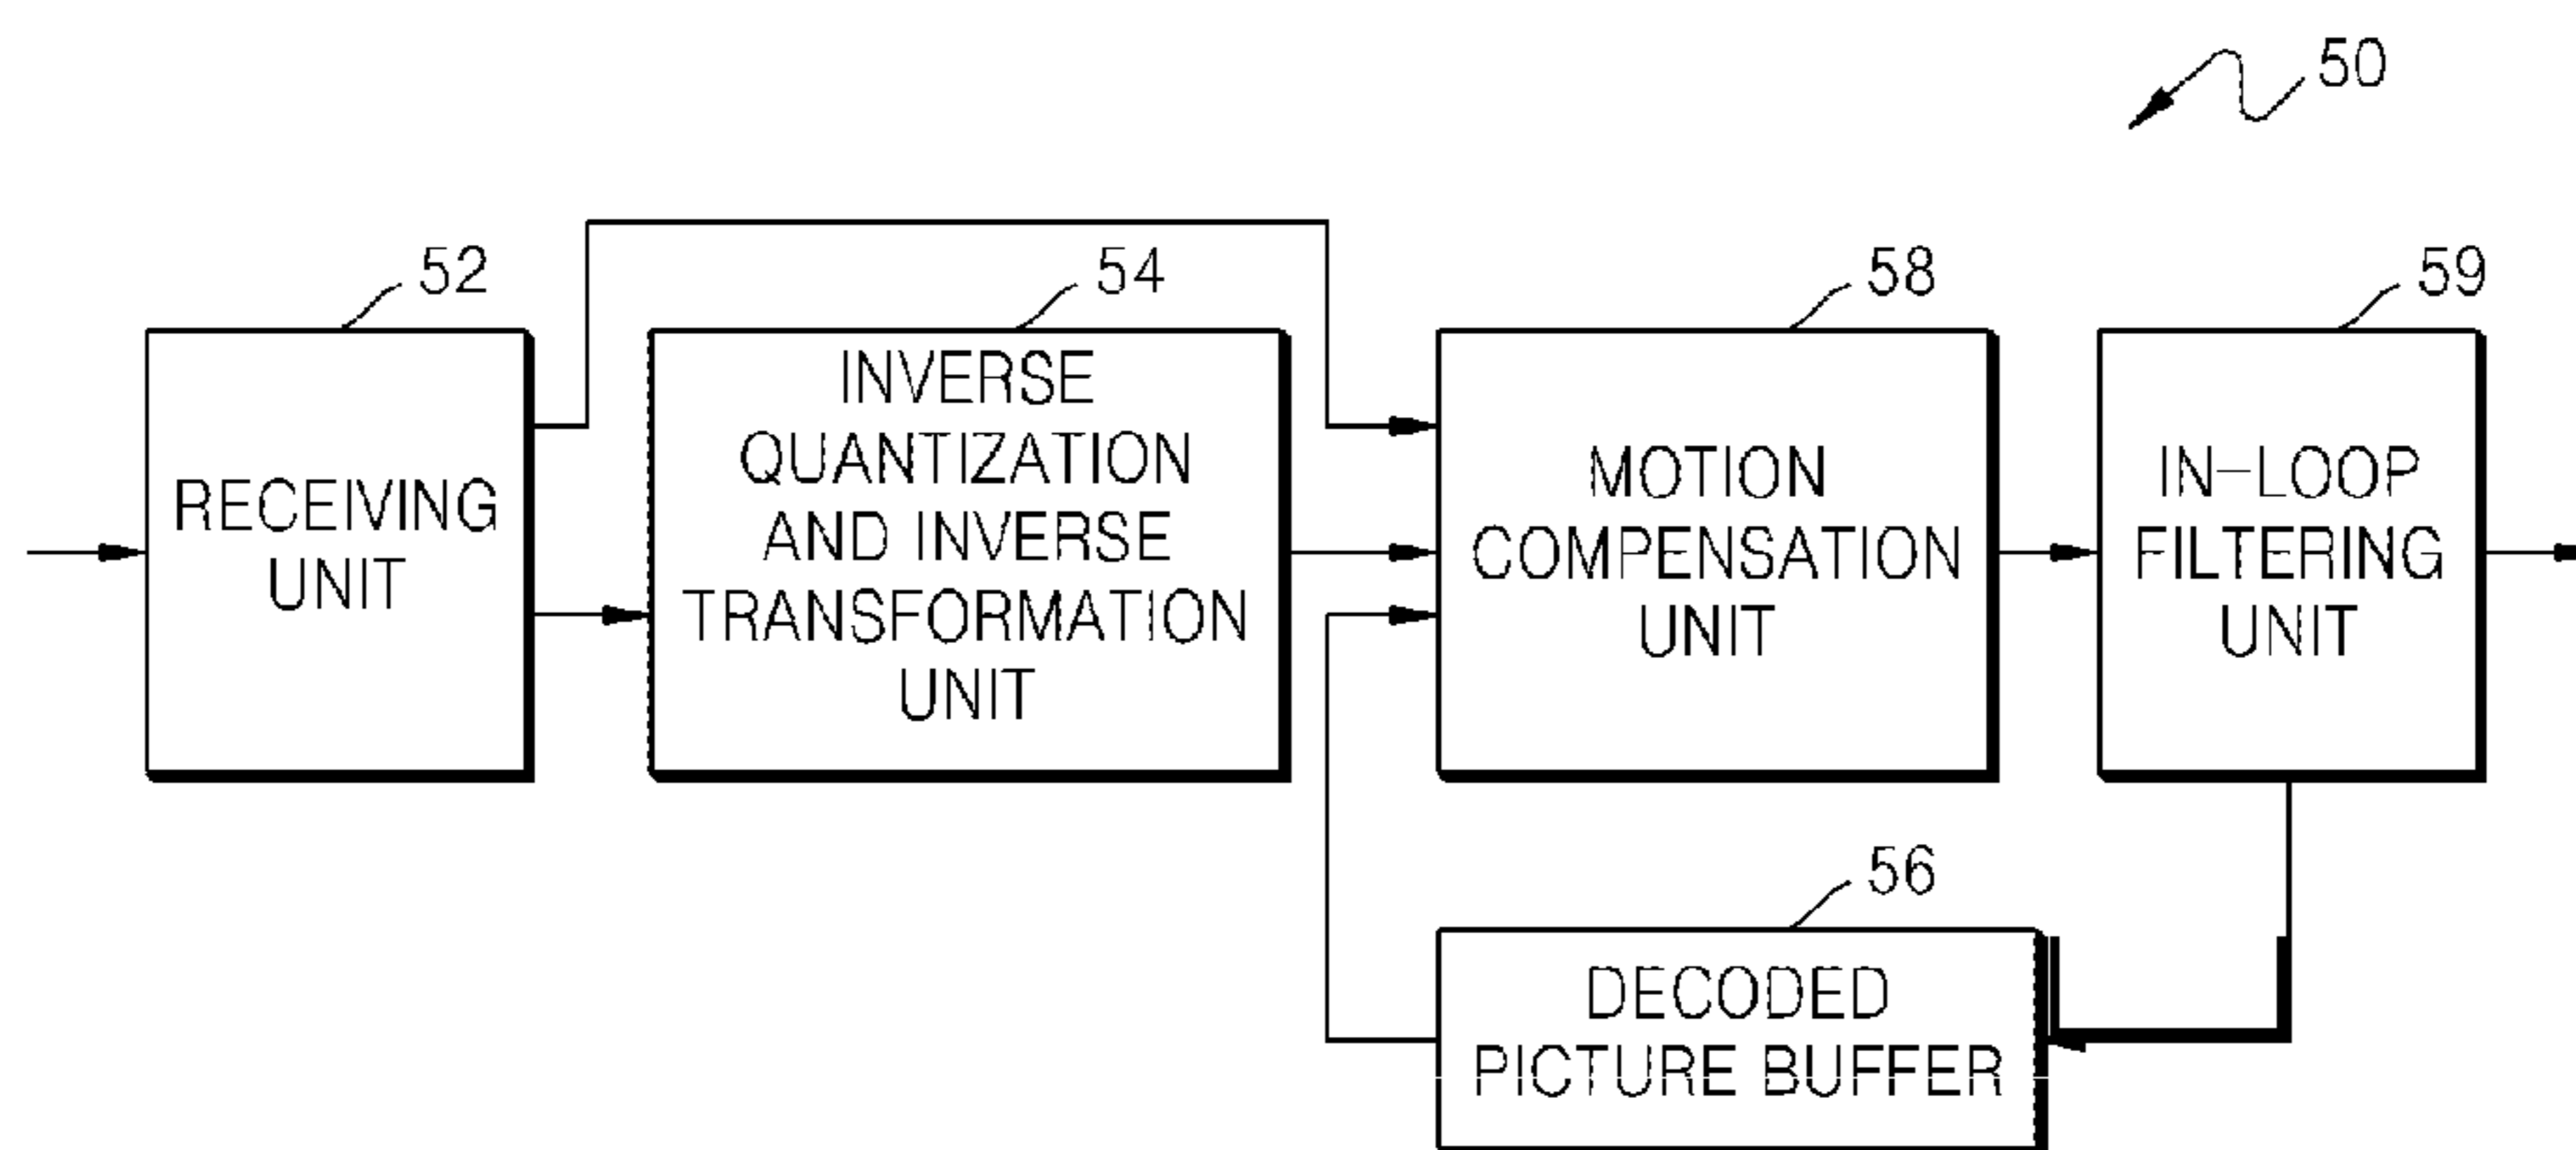 50
52
54
58
59
RECEIVING
UNIT
INVERSE
QUANTIZATION
AND INVERSE
TRANSFORMATION
UNIT
MOTION
COMPENSATION
UNIT
IN-LOOP
FILTERING
UNIT
56
DECODED
PICTURE BUFFER